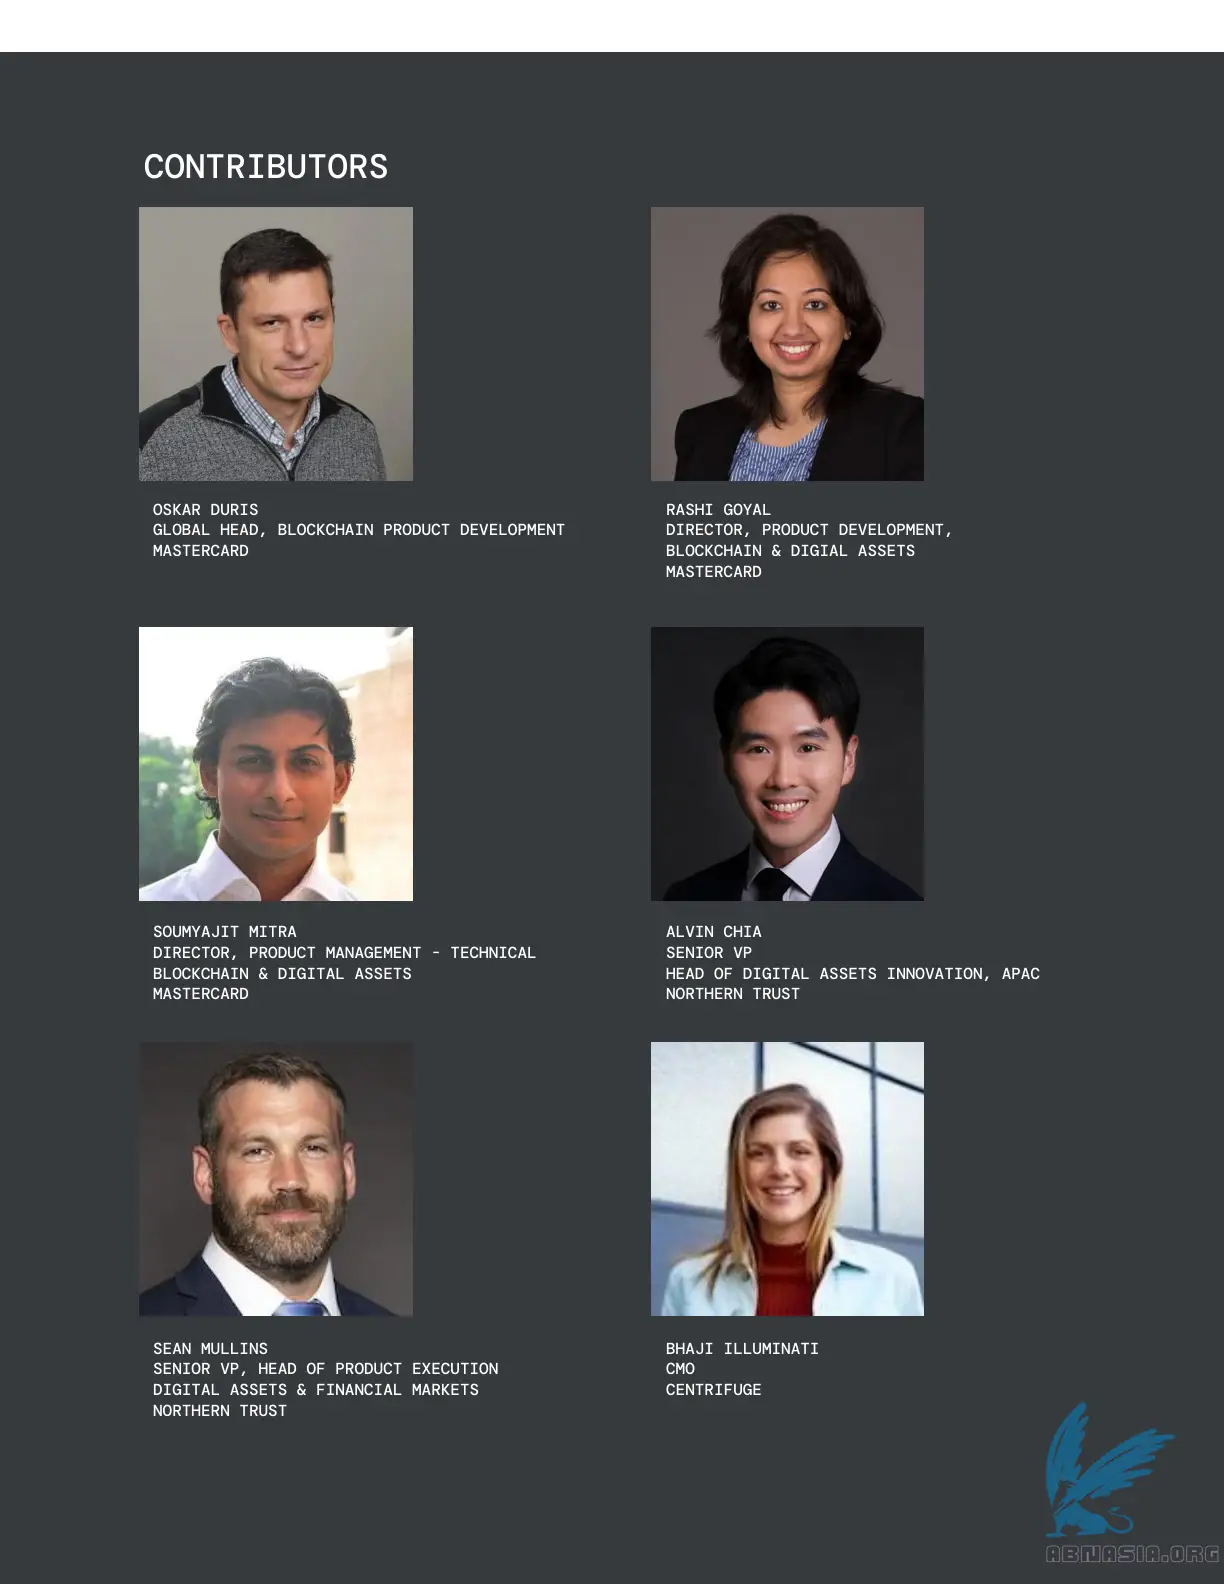 CONTRIBUTORS
OSKAR DURIS
GLOBAL HEAD, BLOCKCHAIN PRODUCT DEVELOPMENT
MASTERCARD
RASHI GOYAL
DIRECTOR, PRODUCT DEVELOPMENT,
BLOCKCHAIN & DIGIAL ASSETS
MASTERCARD
SOUMYAJIT MITRA
DIRECTOR, PRODUCT MANAGEMENT - TECHNICAL
BLOCKCHAIN & DIGITAL ASSETS
MASTERCARD
ALVIN CHIA
SENIOR VP
HEAD OF DIGITAL ASSETS INNOVATION, APAC
NORTHERN TRUST
SEAN MULLINS
SENIOR VP, HEAD OF PRODUCT EXECUTION
DIGITAL ASSETS & FINANCIAL MARKETS
NORTHERN TRUST
BHAJI ILLUMINATI
CMO
CENTRIFUGE
ABNASIA.ORG